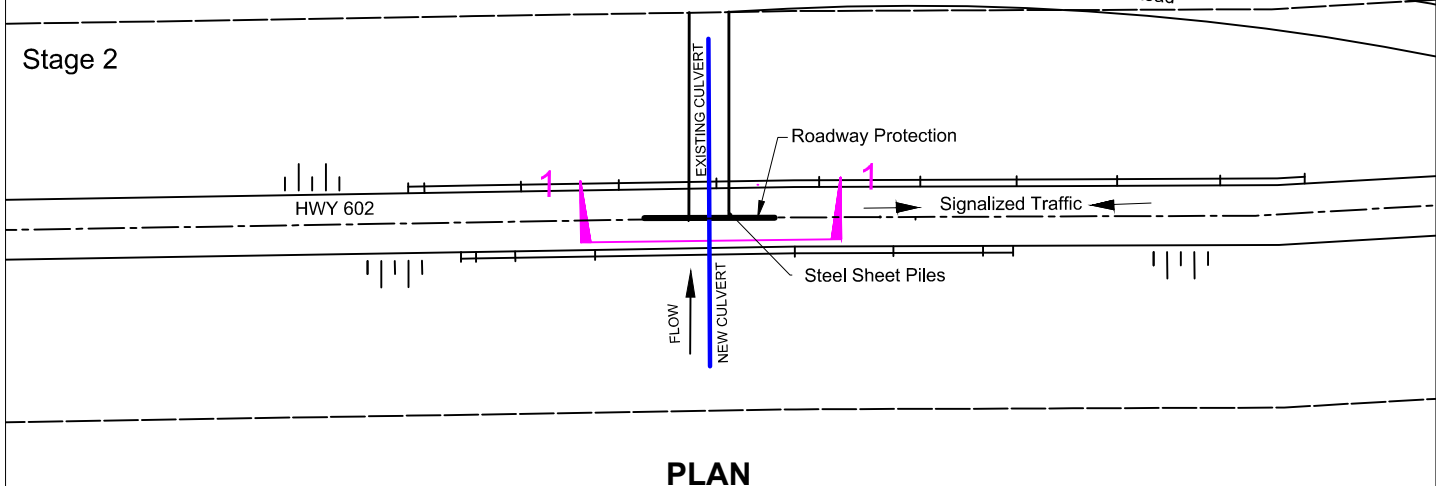 Stage 2
EXISTING CULVERT
Roadway Protection
1
1
HWY 602
Signalized Traffic
Steel Sheet Piles
FLOW
NEW CULVERT
PLAN